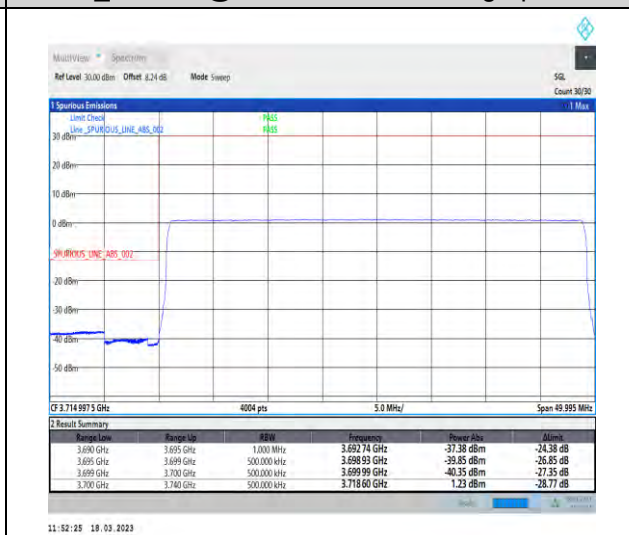 MultiView Spectrum
Ref Level 30.00 dBm Offset 8.24 dB Mode Sweep SGL
Count 30/30
1 Spurious Emissions 1 Max
Limit Check PASS
Line _SPURIOUS_LINE_ABS_002 PASS
30 dBm
20 dBm
10 dBm
0 dBm
_SPURIOUS_LINE_ABS_002
-20 dBm
-30 dBm
-40 dBm
-50 dBm
CF 3.714 997 5 GHz 4004 pts 5.0 MHz/ Span 49.995 MHz
2 Result Summary
Range Low Range Up RBW Frequency Power Abs ΔLimit
3.690 GHz 3.695 GHz 1.000 MHz 3.692 74 GHz -37.38 dBm -24.38 dB
3.695 GHz 3.699 GHz 500.000 kHz 3.698 93 GHz -39.85 dBm -26.85 dB
3.699 GHz 3.700 GHz 500.000 kHz 3.699 99 GHz -40.35 dBm -27.35 dB
3.700 GHz 3.740 GHz 500.000 kHz 3.718 60 GHz 1.23 dBm -28.77 dB
11:52:25 18.03.2023